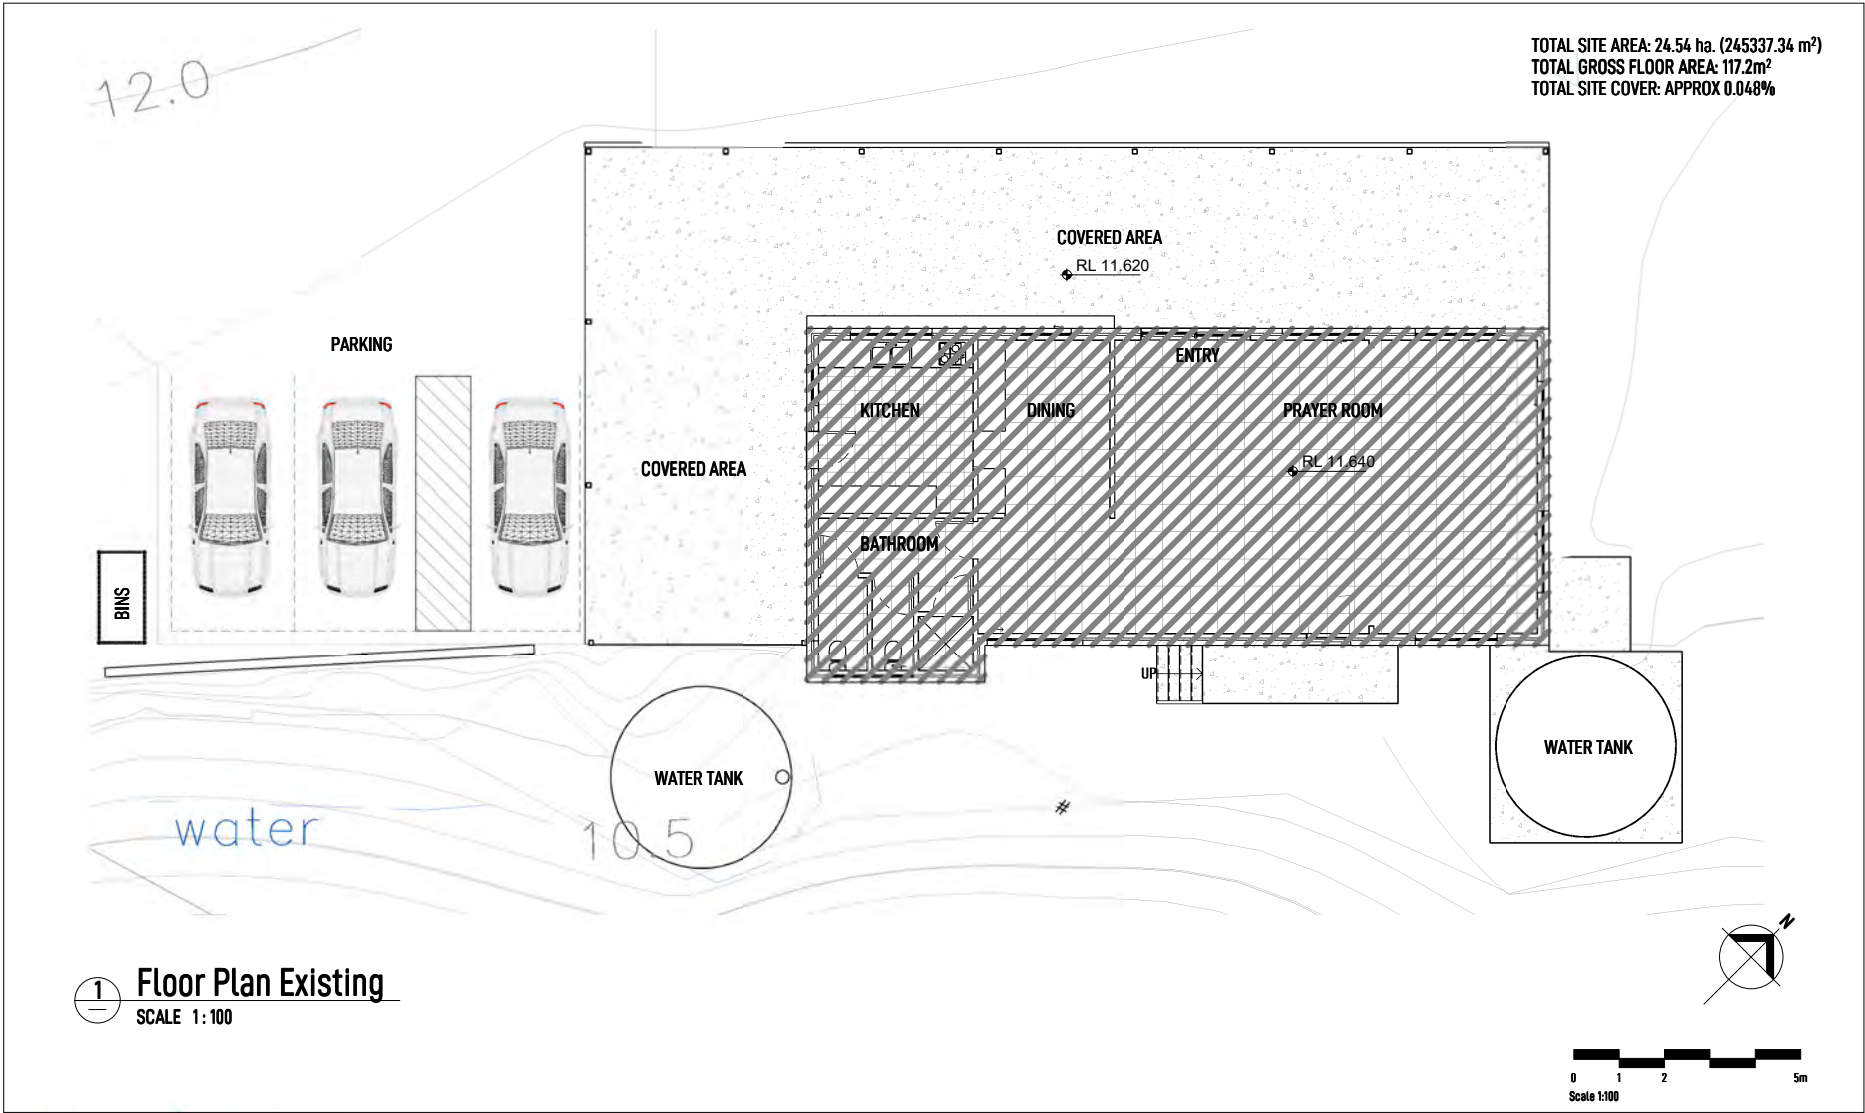 12.0
TOTAL SITE AREA: 24.54 ha. (245337.34 m²)
TOTAL GROSS FLOOR AREA: 117.2m²
TOTAL SITE COVER: APPROX 0.048%
COVERED AREA
RL 11.620
PARKING
ENTRY
KITCHEN
DINING
PRAYER ROOM
COVERED AREA
RL 11.640
BATHROOM
BINS
UP
WATER TANK
WATER TANK
#
water
10.5
N
1
Floor Plan Existing
SCALE 1 : 100
0 1 2 5m
Scale 1:100